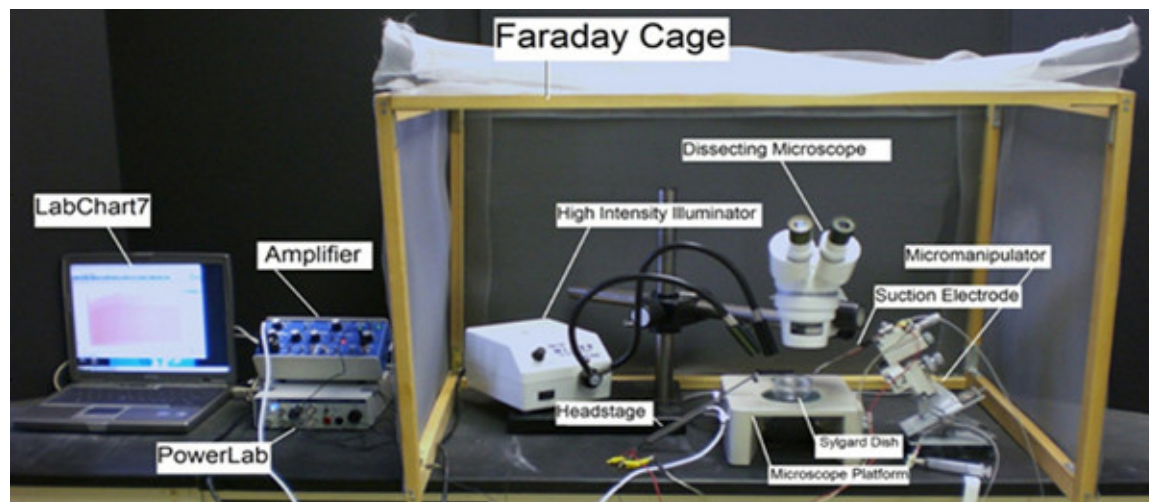 Faraday Cage
Dissecting Microscope
LabChart7
High Intensity Illuminator
Amplifier
Micromanipulator
Suction Electrode
Headstage
Sylgard Dish
PowerLab
Microscope Platform